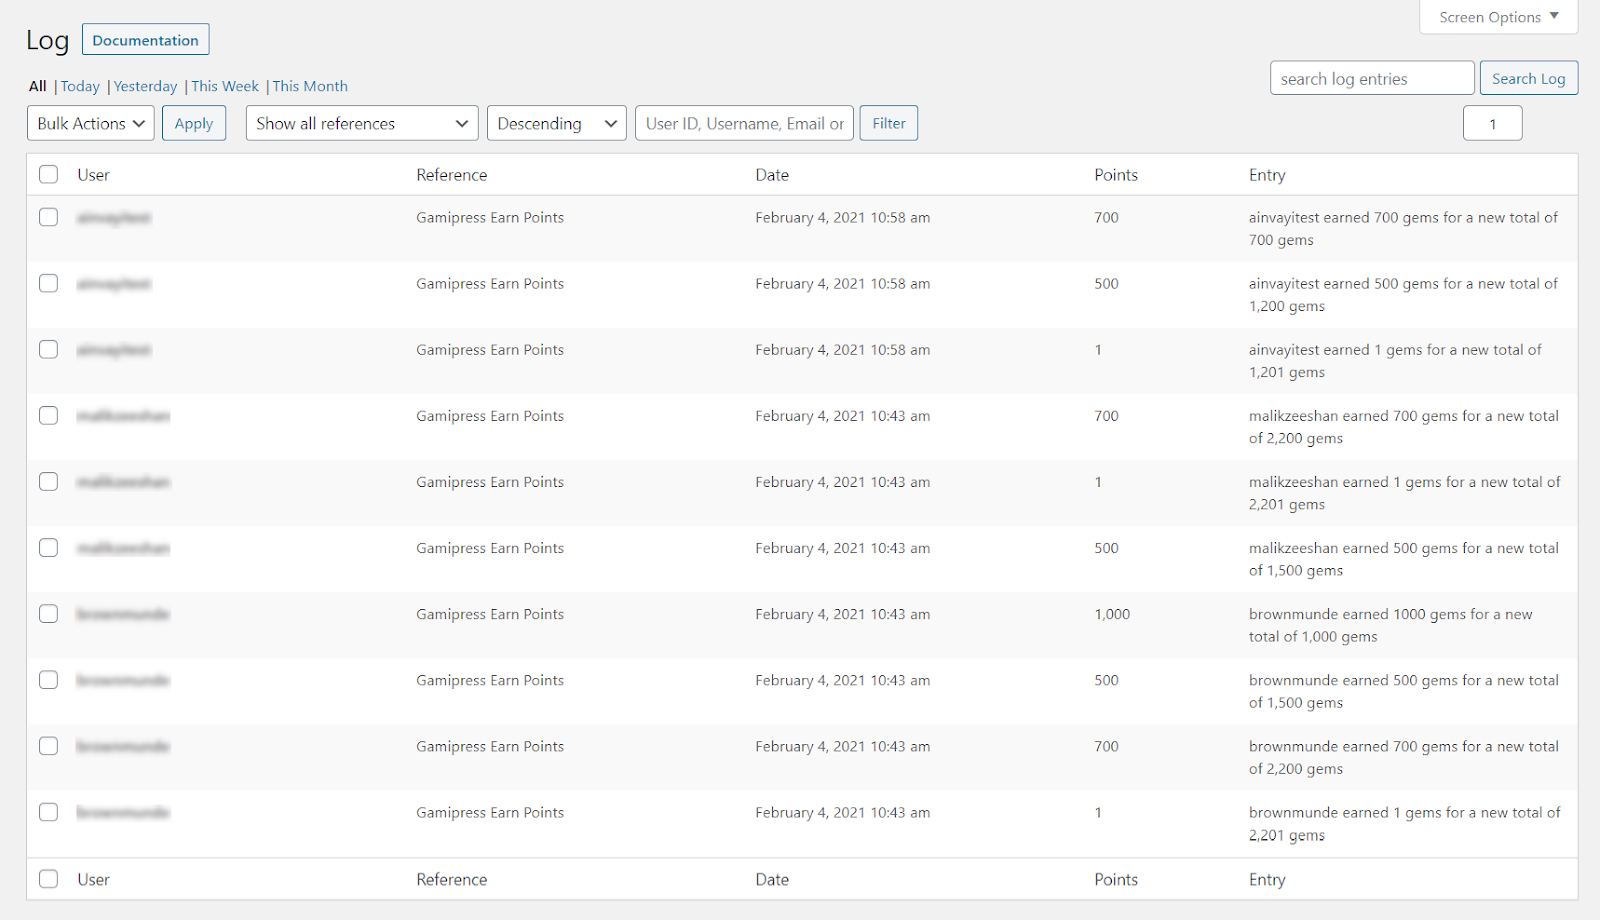 Screen Options
Log Documentation
All | Today | Yesterday | This Week | This Month
search log entries Search Log
Bulk Actions Apply Show all references Descending User ID, Username, Email or Filter 1
User Reference Date Points Entry
Gamipress Earn Points February 4, 2021 10:58 am 700 ainvayitest earned 700 gems for a new total of
700 gems
Gamipress Earn Points February 4, 2021 10:58 am 500 ainvayitest earned 500 gems for a new total of
1,200 gems
Gamipress Earn Points February 4, 2021 10:58 am 1 ainvayitest earned 1 gems for a new total of
1,201 gems
Gamipress Earn Points February 4, 2021 10:43 am 700 malikzeeshan earned 700 gems for a new total
of 2,200 gems
Gamipress Earn Points February 4, 2021 10:43 am 1 malikzeeshan earned 1 gems for a new total of
2,201 gems
Gamipress Earn Points February 4, 2021 10:43 am 500 malikzeeshan earned 500 gems for a new total
of 1,500 gems
Gamipress Earn Points February 4, 2021 10:43 am 1,000 brownmunde earned 1000 gems for a new
total of 1,000 gems
Gamipress Earn Points February 4, 2021 10:43 am 500 brownmunde earned 500 gems for a new total
of 1,500 gems
Gamipress Earn Points February 4, 2021 10:43 am 700 brownmunde earned 700 gems for a new total
of 2,200 gems
Gamipress Earn Points February 4, 2021 10:43 am 1 brownmunde earned 1 gems for a new total of
2,201 gems
User Reference Date Points Entry